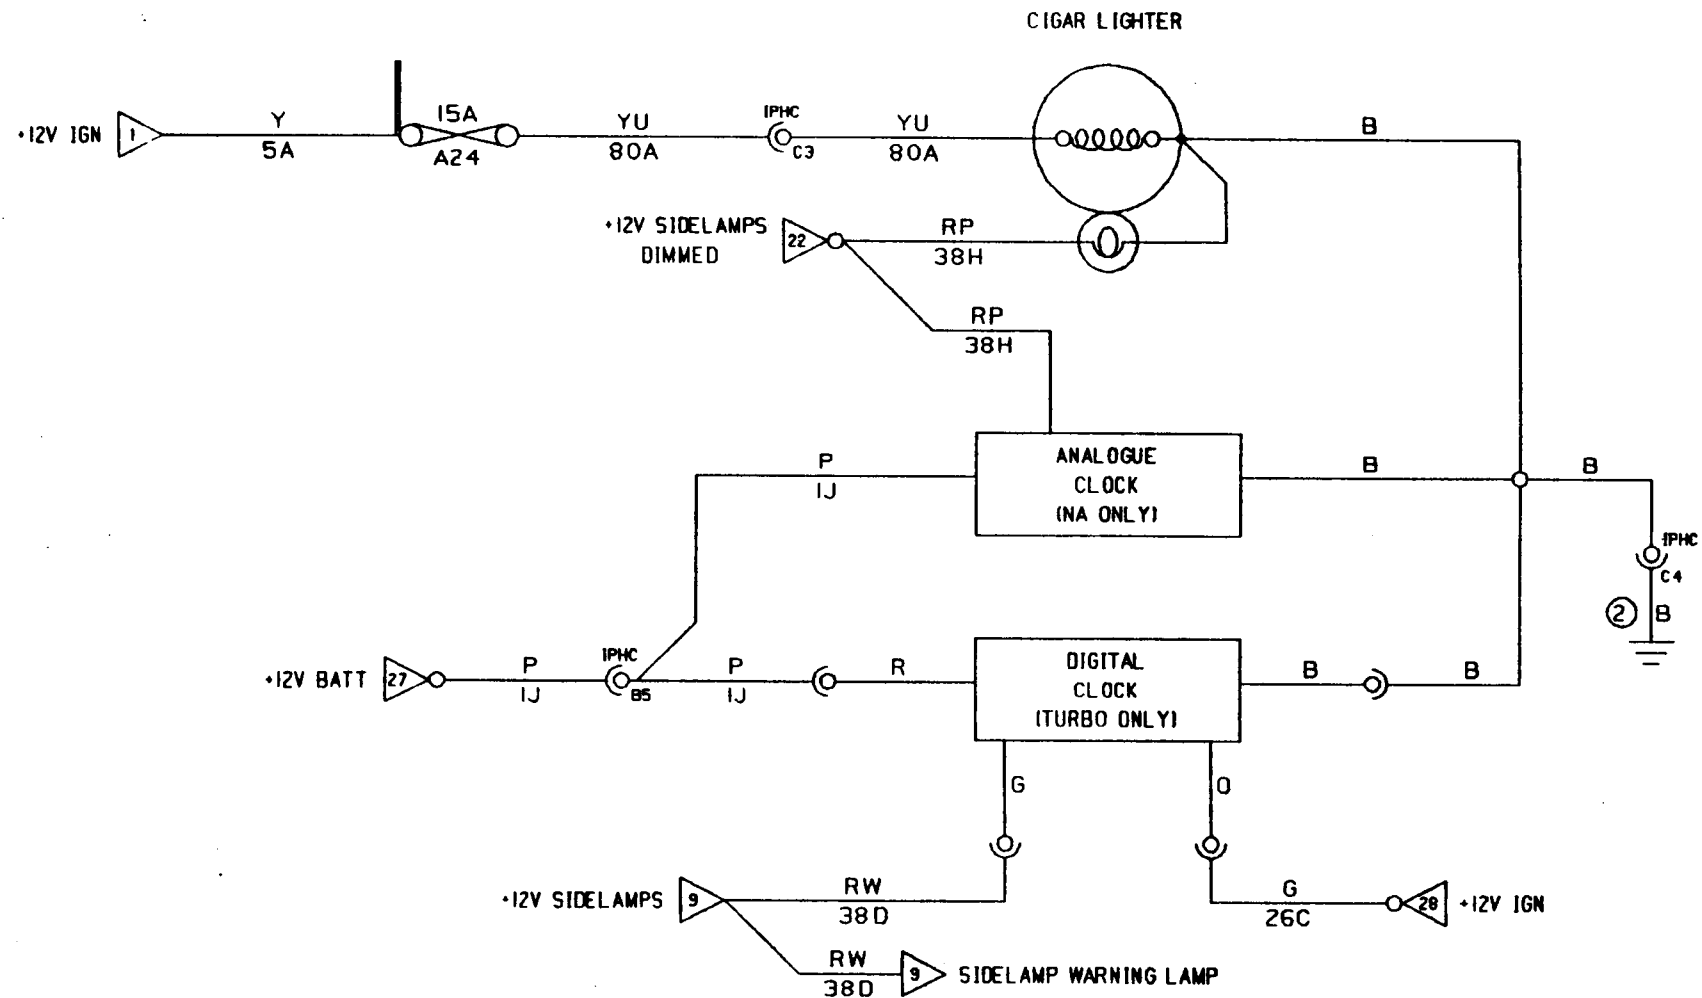 CIGAR LIGHTER
+12V IGN
1
Y
5A
15A
A24
YU
80A
IPHC
C3
YU
80A
B
+12V SIDELAMPS
DIMMED
22
RP
38H
RP
38H
P
1J
ANALOGUE
CLOCK
(NA ONLY)
B
B
IPHC
C4
2
B
+12V BATT
27
P
1J
IPHC
B5
P
1J
R
DIGITAL
CLOCK
(TURBO ONLY)
B
B
G
O
+12V SIDELAMPS
9
RW
38D
G
26C
28
+12V IGN
RW
38D
9
SIDELAMP WARNING LAMP